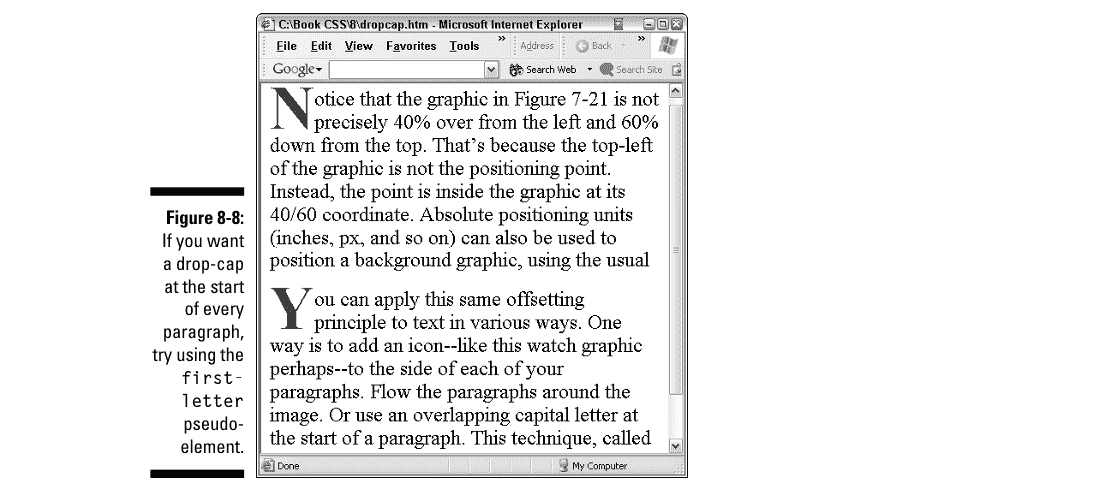 C:\Book CSS\8\dropcap.htm - Microsoft Internet Explorer
File Edit View Favorites Tools » Address Back »
Google Search Web Search Site
Notice that the graphic in Figure 7-21 is not
precisely 40% over from the left and 60%
down from the top. That's because the top-left
of the graphic is not the positioning point.
Instead, the point is inside the graphic at its
40/60 coordinate. Absolute positioning units
(inches, px, and so on) can also be used to
position a background graphic, using the usual
You can apply this same offsetting
principle to text in various ways. One
way is to add an icon--like this watch graphic
perhaps--to the side of each of your
paragraphs. Flow the paragraphs around the
image. Or use an overlapping capital letter at
the start of a paragraph. This technique, called
Done My Computer
Figure 8-8:
If you want
a drop-cap
at the start
of every
paragraph,
try using the
first-
letter
pseudo-
element.